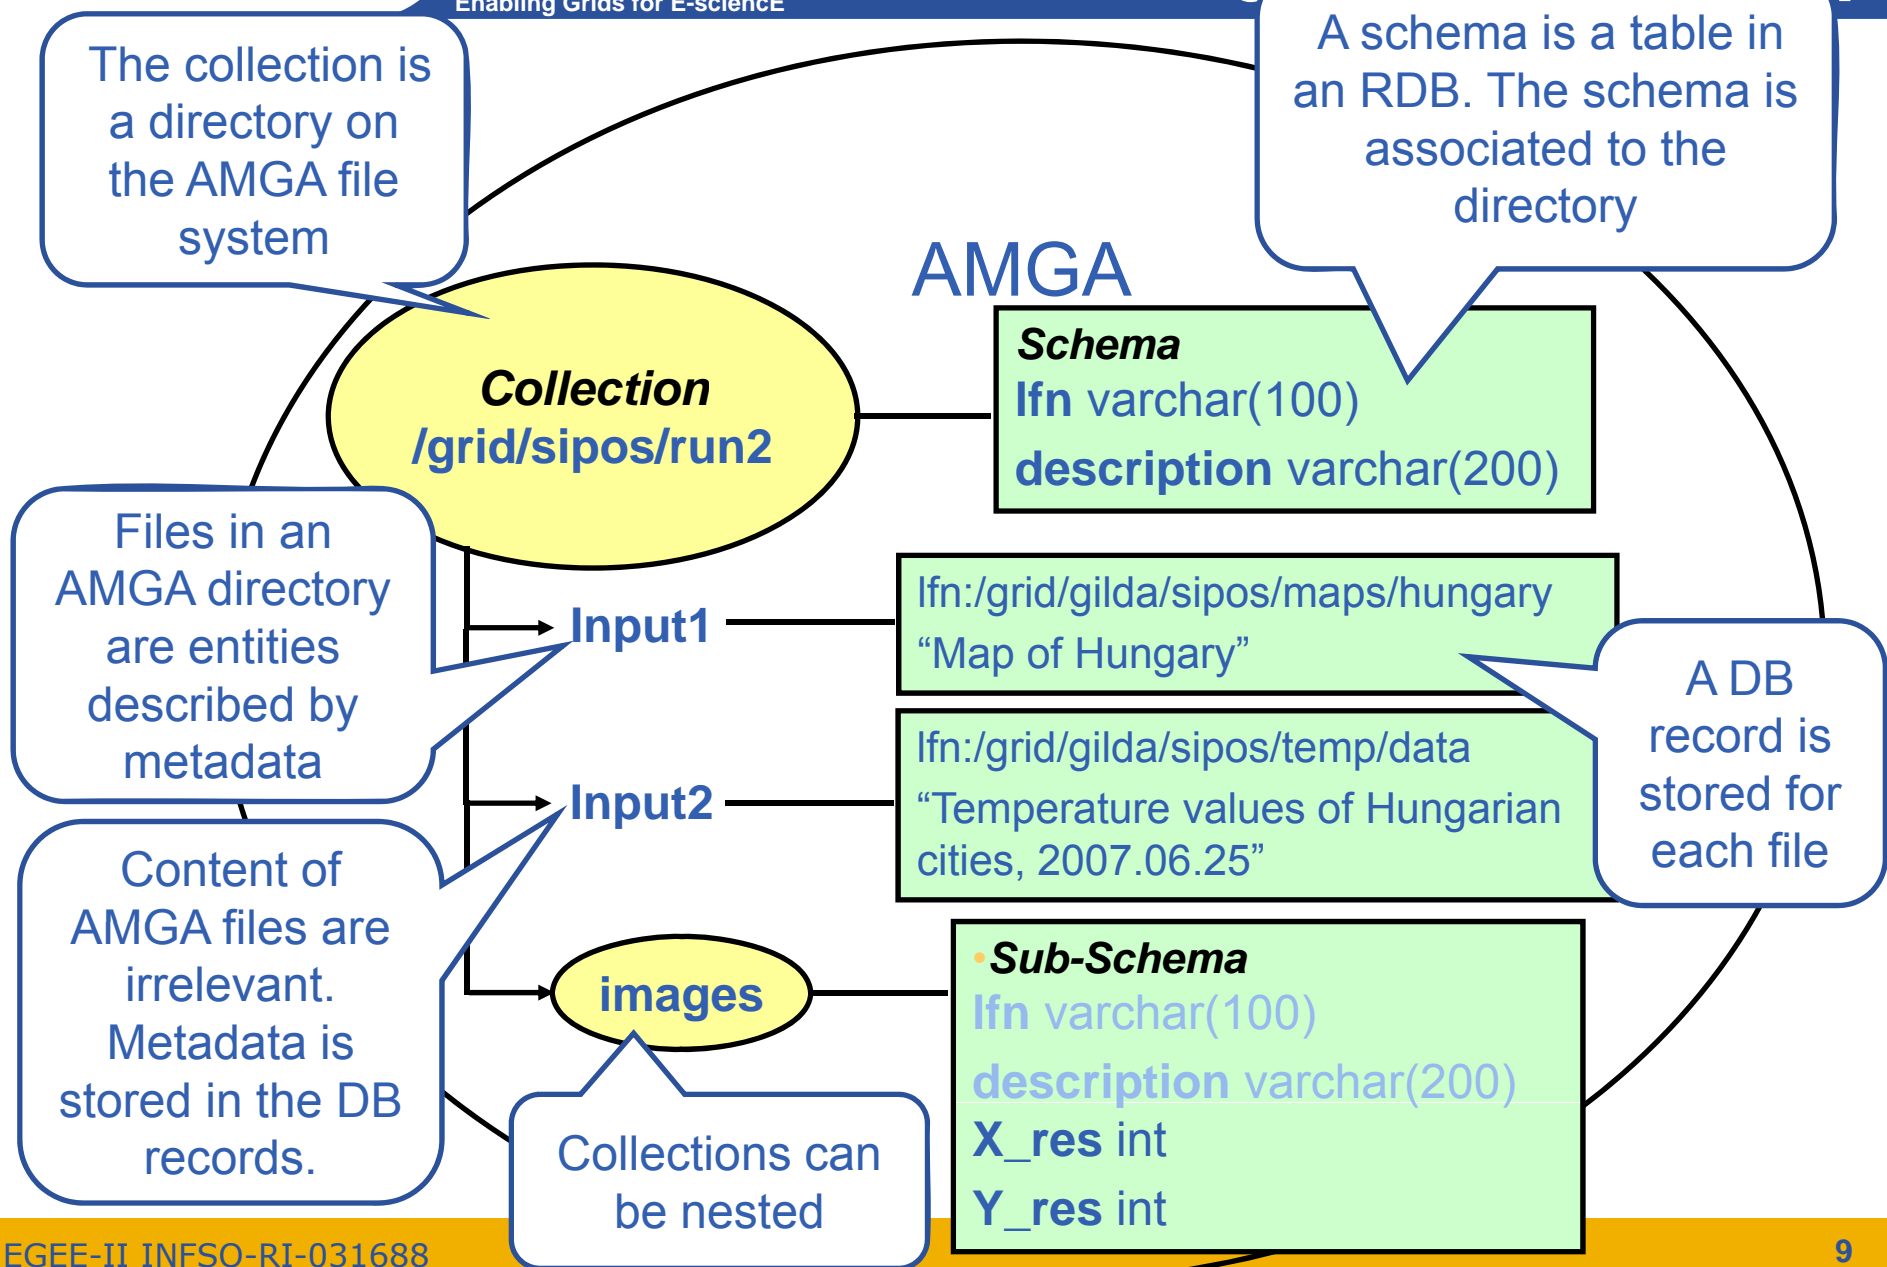 Enabling Grids for E-sciencE
The collection is
a directory on
the AMGA file
system
A schema is a table in
an RDB. The schema is
associated to the
directory
AMGA
Collection
/grid/sipos/run2
Schema
lfn varchar(100)
description varchar(200)
Files in an
AMGA directory
are entities
described by
metadata
Input1
lfn:/grid/gilda/sipos/maps/hungary
“Map of Hungary”
A DB
record is
stored for
each file
Input2
lfn:/grid/gilda/sipos/temp/data
“Temperature values of Hungarian
cities, 2007.06.25”
Content of
AMGA files are
irrelevant.
Metadata is
stored in the DB
records.
images
•Sub-Schema
lfn varchar(100)
description varchar(200)
X_res int
Y_res int
Collections can
be nested
EGEE-II INFSO-RI-031688
9